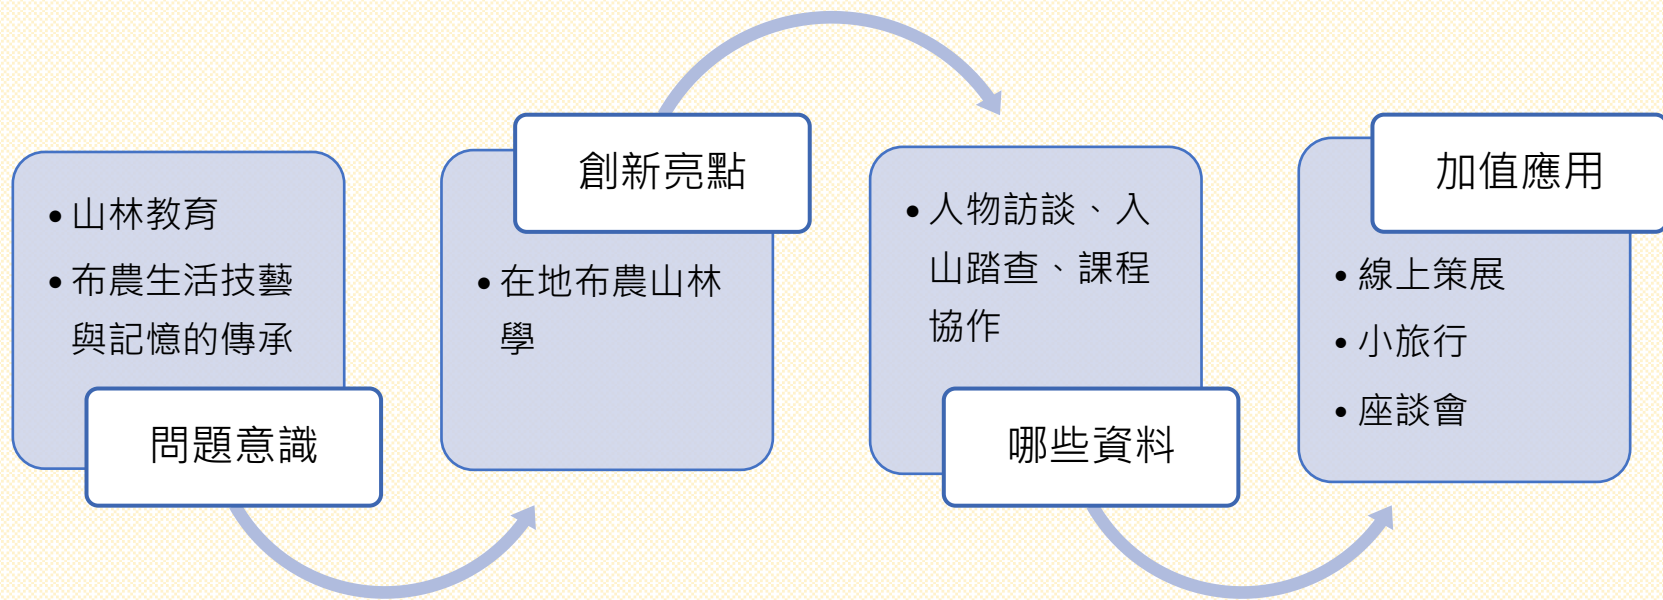 • 山林教育
• 布農生活技藝
與記憶的傳承
問題意識
創新亮點
• 在地布農山林
學
• 人物訪談、入
山踏查、課程
協作
哪些資料
加值應用
• 線上策展
• 小旅行
• 座談會